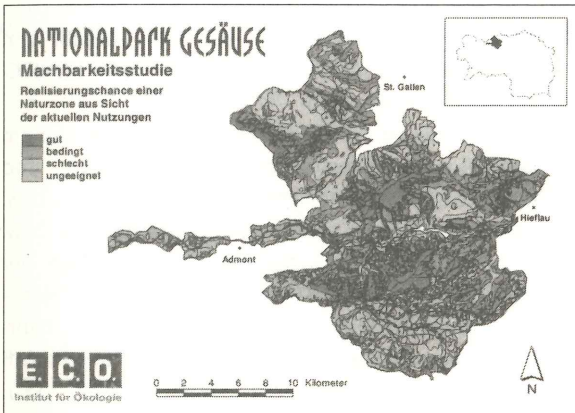 NATIONALPARK GESÄUSE
Machbarkeitsstudie
Realisierungschance einer
Naturzone aus Sicht
der aktuellen Nutzungen
gut
bedingt
schlecht
ungeeignet
St. Gallen
Hieflau
Admont
E.C.O.
Institut für Ökologie
0 2 4 6 8 10 Kilometer
N